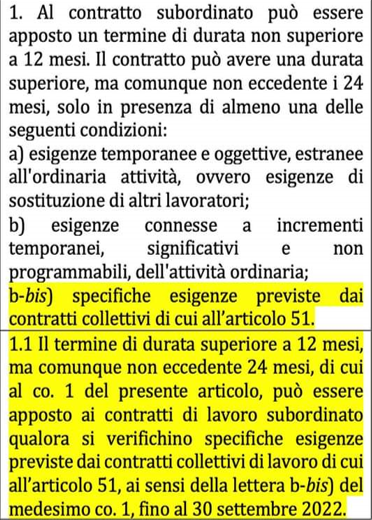 1. Al contratto subordinato può essere
apposto un termine di durata non superiore
a 12 mesi. Il contratto può avere una durata
superiore, ma comunque non eccedente i 24
mesi, solo in presenza di almeno una delle
seguenti condizioni:
a) esigenze temporanee e oggettive, estranee
all'ordinaria attività, ovvero esigenze di
sostituzione di altri lavoratori;
b) esigenze connesse a incrementi
temporanei, significativi e non
programmabili, dell'attività ordinaria;
b-bis) specifiche esigenze previste dai
contratti collettivi di cui all'articolo 51.
1.1 Il termine di durata superiore a 12 mesi,
ma comunque non eccedente 24 mesi, di cui
al co. 1 del presente articolo, può essere
apposto ai contratti di lavoro subordinato
qualora si verifichino specifiche esigenze
previste dai contratti collettivi di lavoro di cui
all'articolo 51, ai sensi della lettera b-bis) del
medesimo co. 1, fino al 30 settembre 2022.